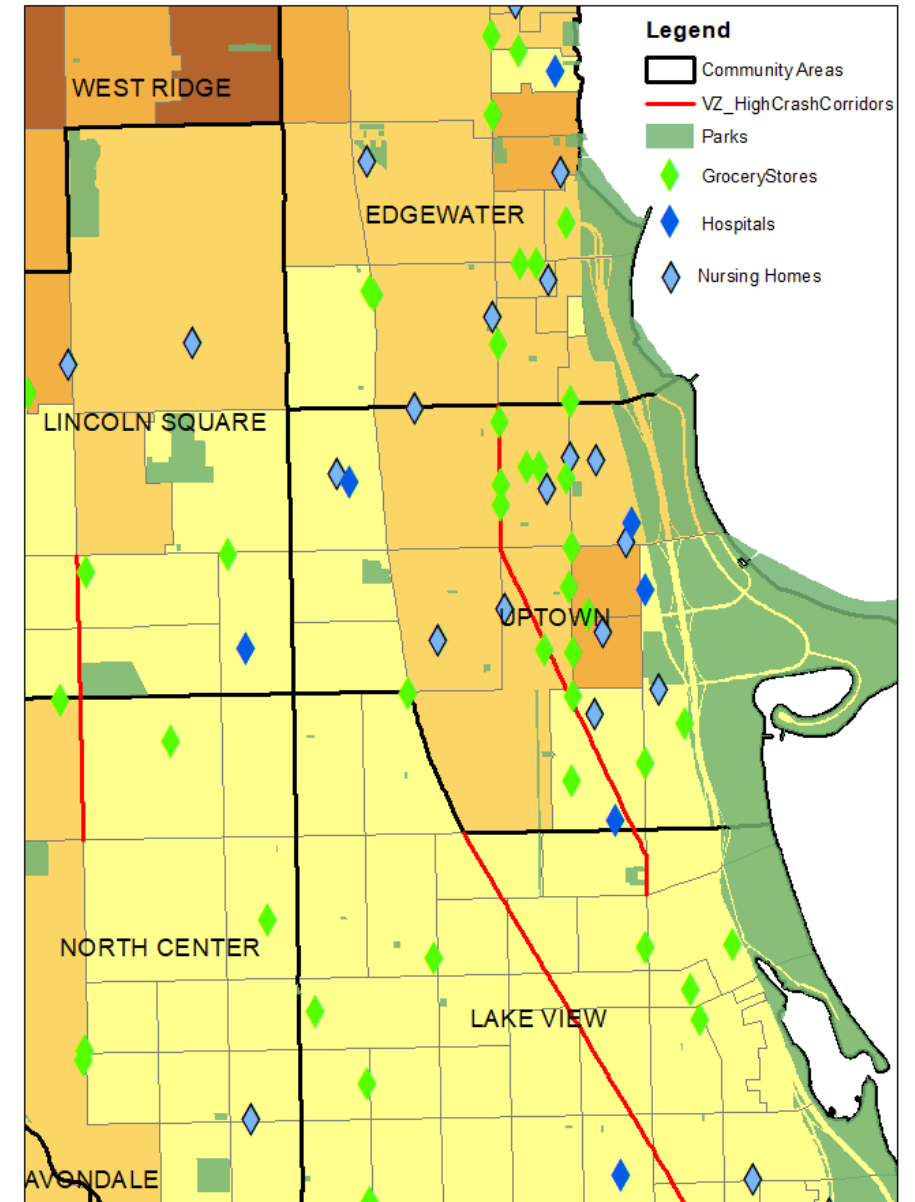 Legend
Community Areas
VZ_HighCrashCorridors
Parks
GroceryStores
Hospitals
Nursing Homes
WEST RIDGE
EDGEWATER
LINCOLN SQUARE
UPTOWN
NORTH CENTER
LAKE VIEW
AVONDALE